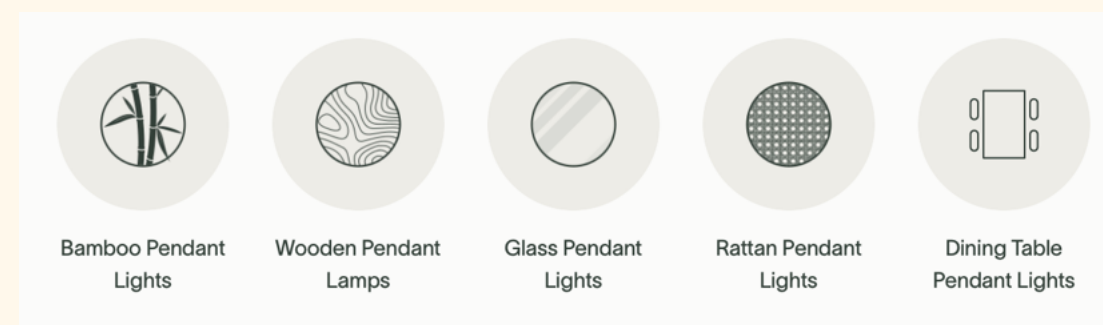 Bamboo Pendant
Lights
Wooden Pendant
Lamps
Glass Pendant
Lights
Rattan Pendant
Lights
Dining Table
Pendant Lights